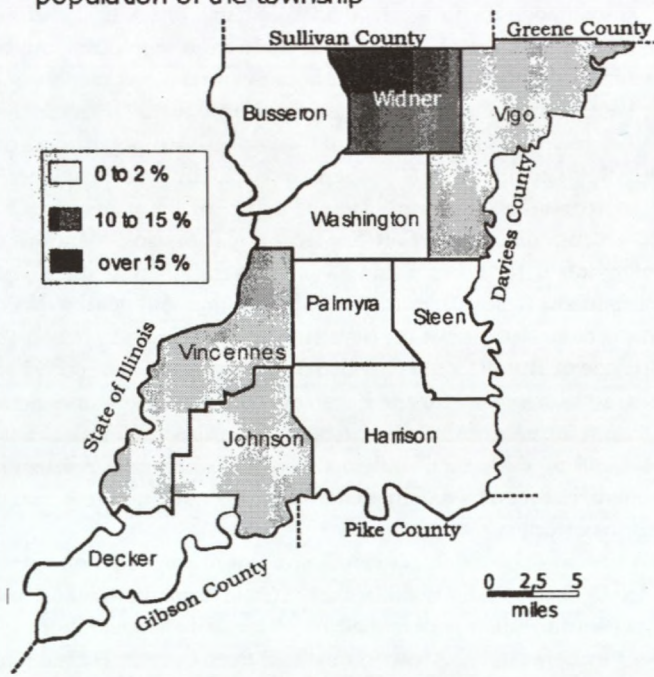 population of the township
Sullivan County
Greene County
Busseron
Widner
Vigo
0 to 2 %
10 to 15 %
over 15 %
Washington
Daviess County
Palmyra
Steen
State of Illinois
Vincennes
Johnson
Harrison
Pike County
Decker
Gibson County
0 2.5 5
miles